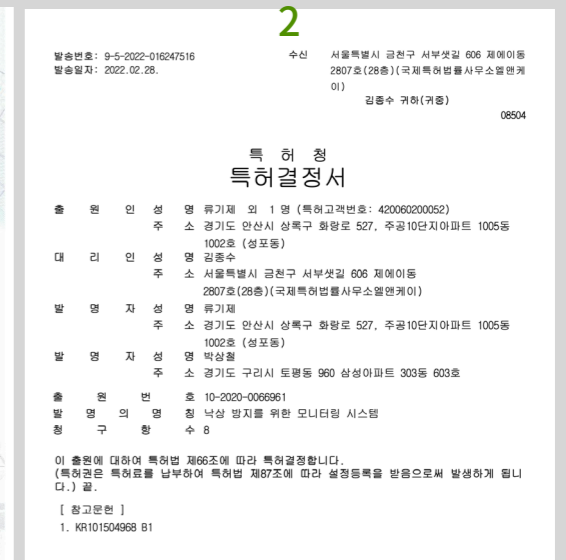 2
발송번호: 9-5-2022-016247516
발송일자: 2022.02.28.
수신 서울특별시 금천구 서부샛길 606 제에이동
2807호(28층)(국제특허법률사무소엘앤케
이)
김종수 귀하(귀중)
08504
특 허 청
특허결정서
출 원 인 성 명 류기제 외 1 명 (특허고객번호: 420060200052)
주 소 경기도 안산시 상록구 화랑로 527, 주공10단지아파트 1005동
1002호 (성포동)
대 리 인 성 명 김종수
주 소 서울특별시 금천구 서부샛길 606 제에이동
2807호(28층)(국제특허법률사무소엘앤케이)
발 명 자 성 명 류기제
주 소 경기도 안산시 상록구 화랑로 527, 주공10단지아파트 1005동
1002호 (성포동)
발 명 자 성 명 박상철
주 소 경기도 구리시 토평동 960 삼성아파트 303동 603호
출 원 번 호 10-2020-0066961
발 명 의 명 칭 낙상 방지를 위한 모니터링 시스템
청 구 항 수 8
이 출원에 대하여 특허법 제66조에 따라 특허결정합니다.
(특허권은 특허료를 납부하여 특허법 제87조에 따라 설정등록을 받음으로써 발생하게 됩니
다.) 끝.
[ 참고문헌 ]
1. KR101504968 B1